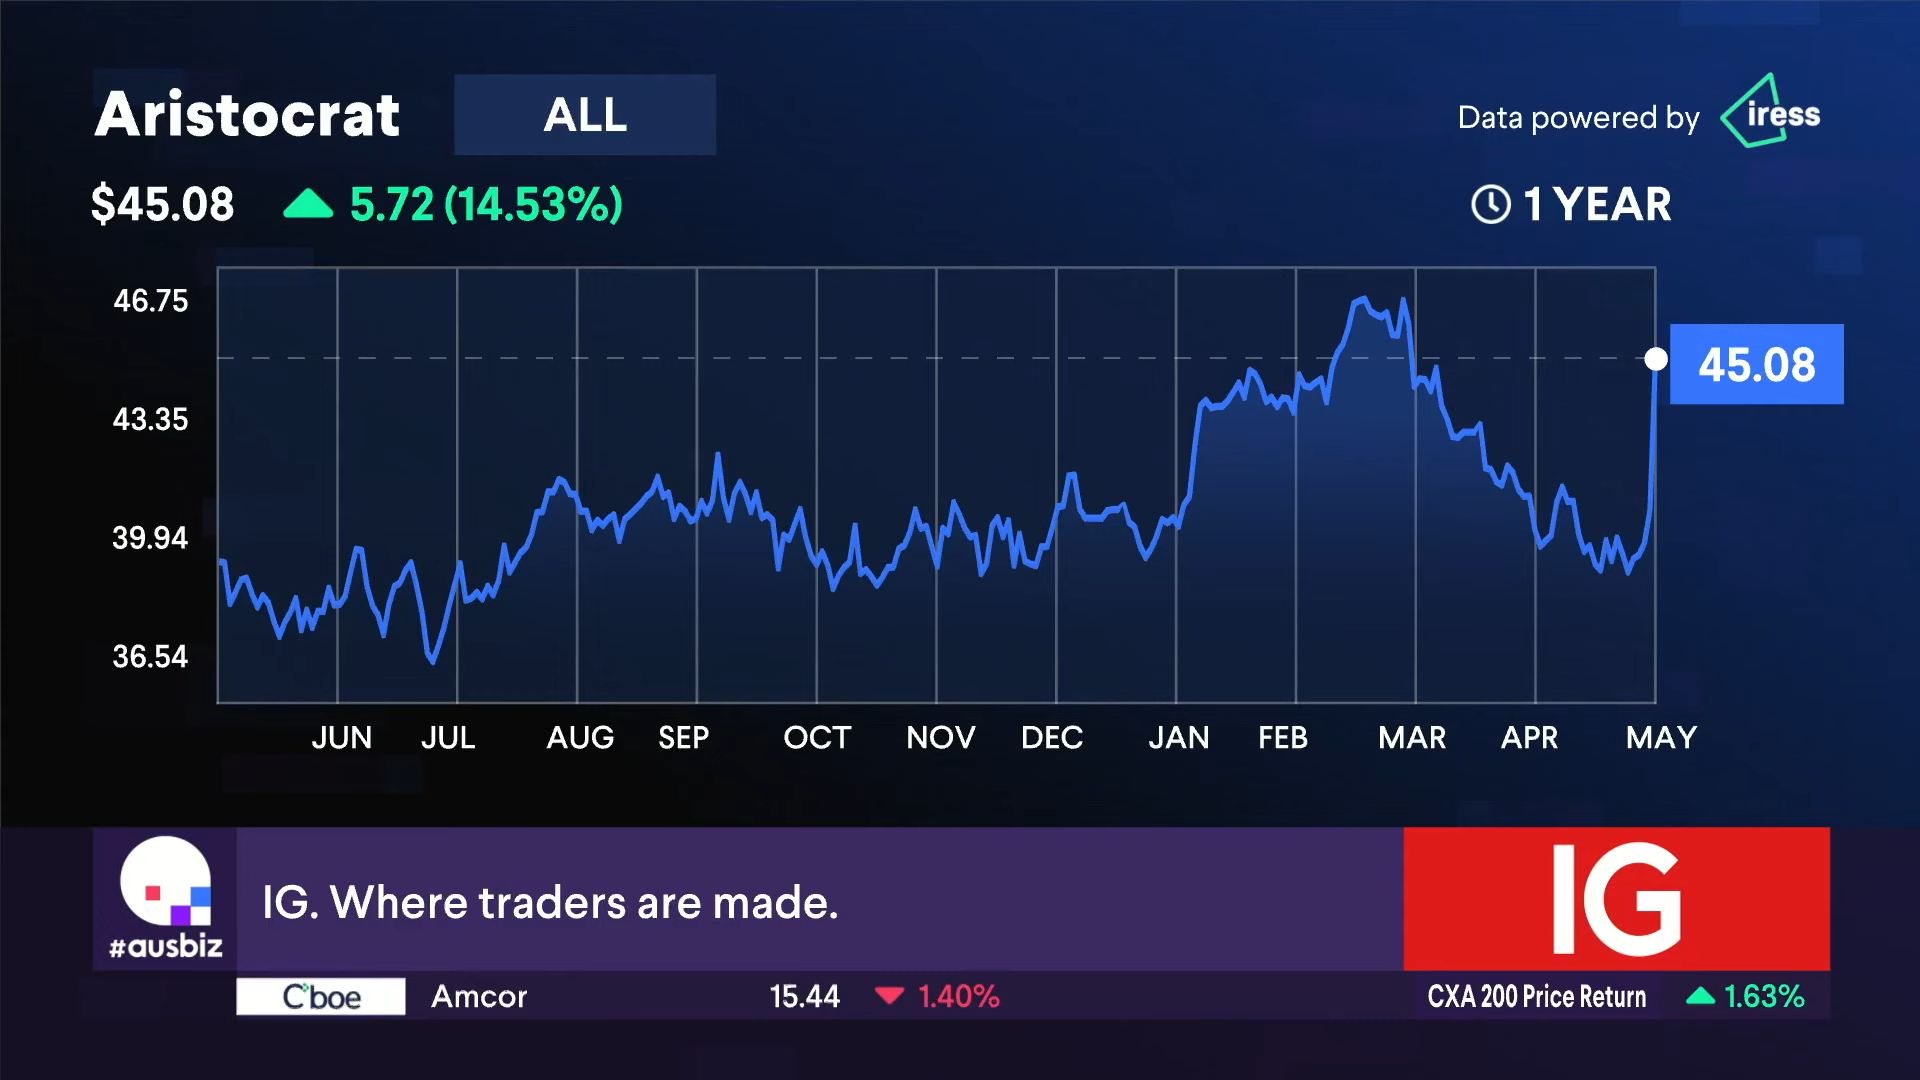 Aristocrat ALL
Data powered by iress
$45.08 5.72 (14.53%)
1 YEAR
46.75
43.35
39.94
36.54
45.08
JUN JUL AUG SEP OCT NOV DEC JAN FEB MAR APR MAY
#ausbiz
IG. Where traders are made.
IG
Cboe Amcor 15.44 1.40%
CXA 200 Price Return 1.63%